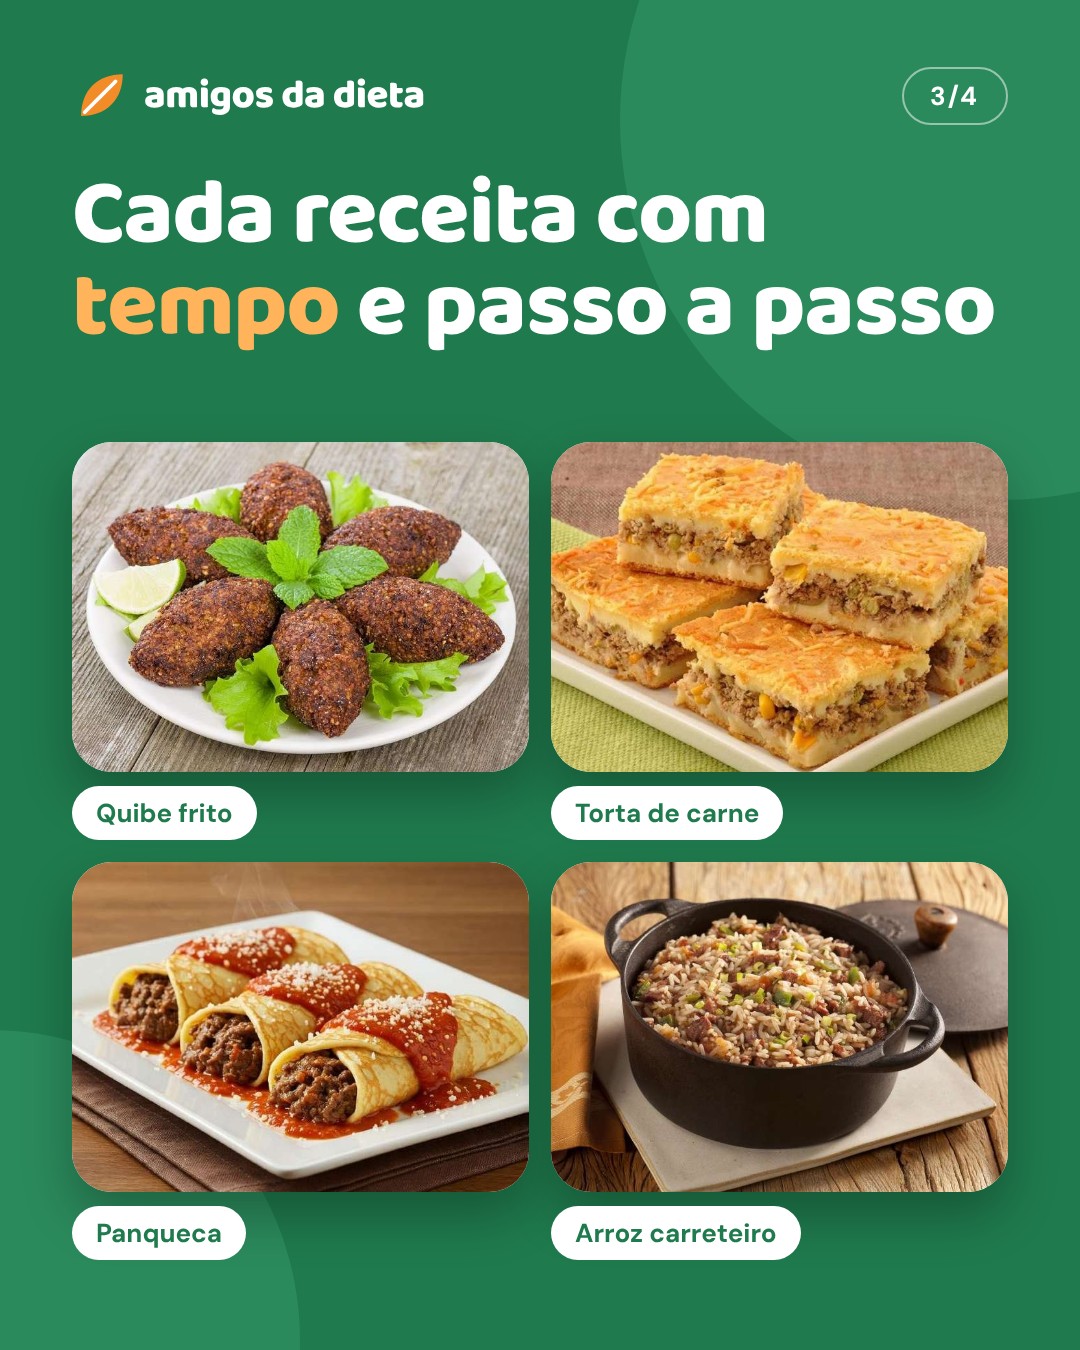 amigos da dieta
3/4
Cada receita com
tempo e passo a passo
Quibe frito
Torta de carne
Panqueca
Arroz carreteiro